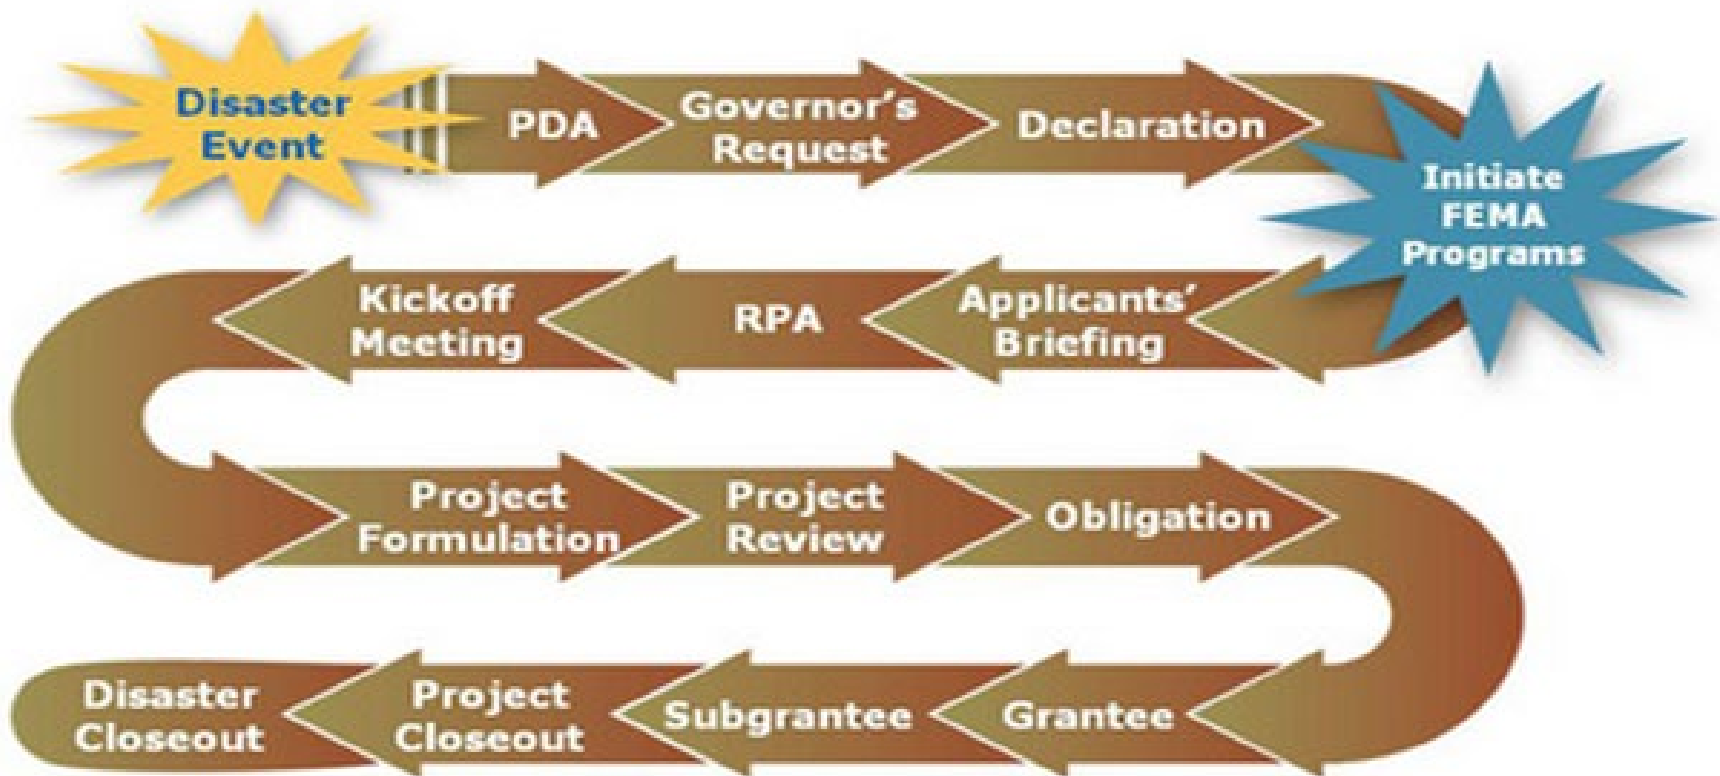 Disaster
Event
PDA
Governor's
Request
Declaration
Initiate
FEMA
Programs
Applicants'
Briefing
RPA
Kickoff
Meeting
Project
Formulation
Project
Review
Obligation
Grantee
Subgrantee
Project
Closeout
Disaster
Closeout